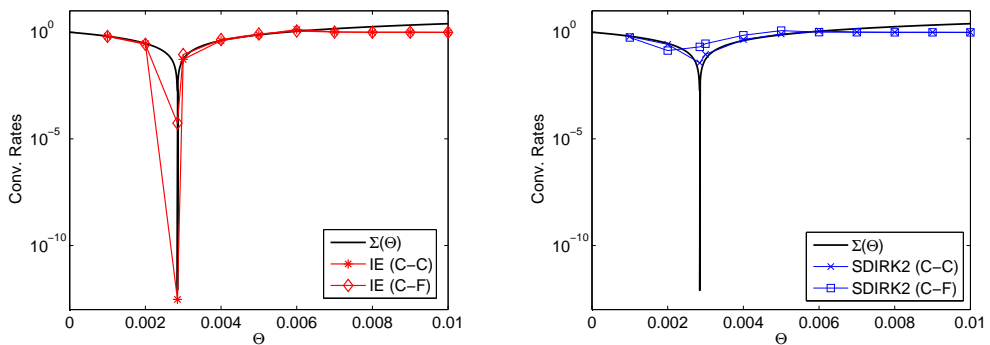 Conv. Rates
10^0
10^−5
10^−10
0
0.002
0.004
0.006
0.008
0.01
Θ
Σ(Θ)
IE (C−C)
IE (C−F)
Conv. Rates
10^0
10^−5
10^−10
0
0.002
0.004
0.006
0.008
0.01
Θ
Σ(Θ)
SDIRK2 (C−C)
SDIRK2 (C−F)